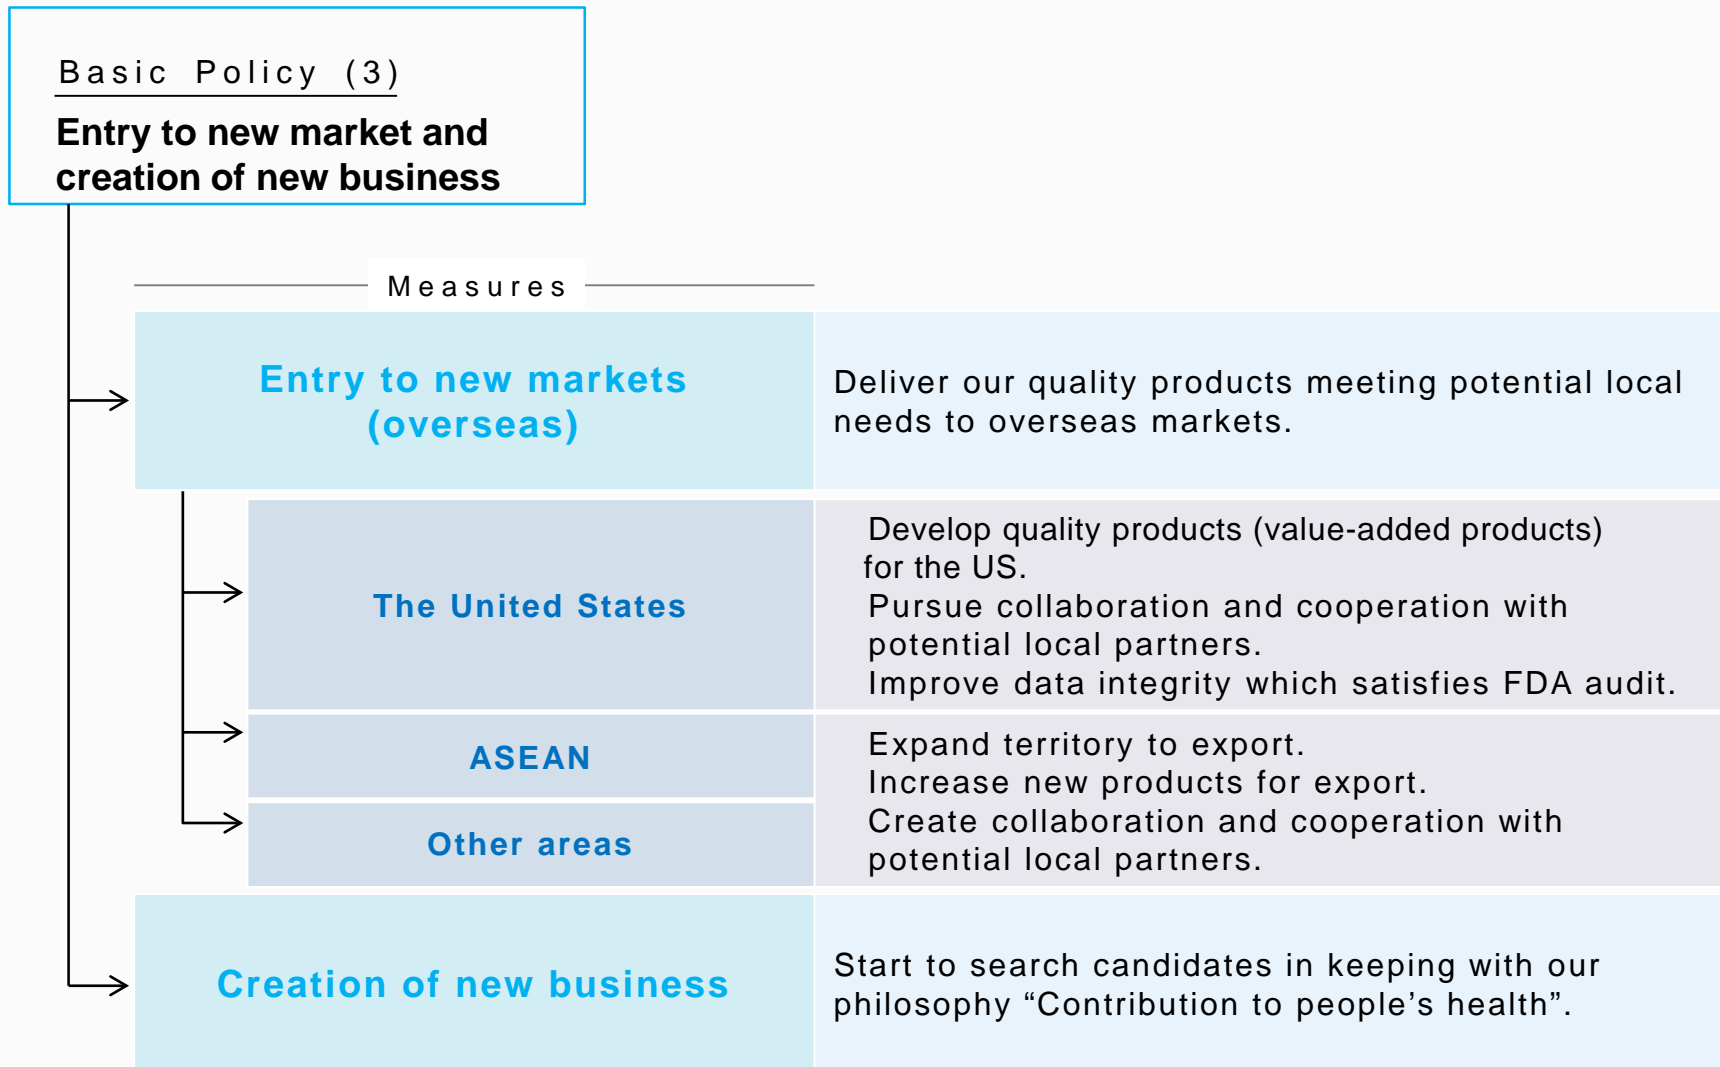 Basic Policy (3)
Entry to new market and
creation of new business
Measures
Entry to new markets
(overseas)
Deliver our quality products meeting potential local
needs to overseas markets.
The United States
Develop quality products (value-added products)
for the US.
Pursue collaboration and cooperation with
potential local partners.
Improve data integrity which satisfies FDA audit.
ASEAN
Other areas
Expand territory to export.
Increase new products for export.
Create collaboration and cooperation with
potential local partners.
Creation of new business
Start to search candidates in keeping with our
philosophy “Contribution to people’s health”.